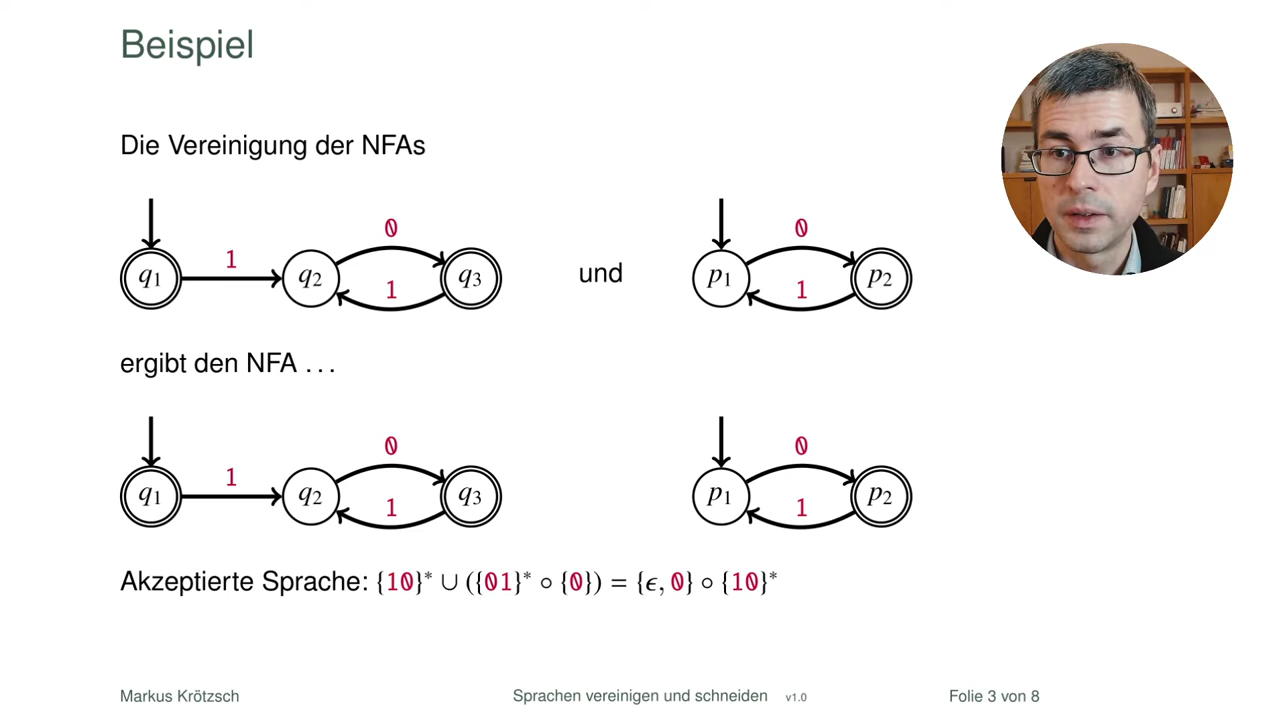 Beispiel
Die Vereinigung der NFAs
0 0
1
q1 q2 q3 und p1 p2
1 1
ergibt den NFA . . .
0 0
1
q1 q2 q3 p1 p2
1 1
Akzeptierte Sprache: {10}* ∪ ({01}* ∘ {0}) = {ϵ, 0} ∘ {10}*
Markus Krötzsch Sprachen vereinigen und schneiden v1.0 Folie 3 von 8